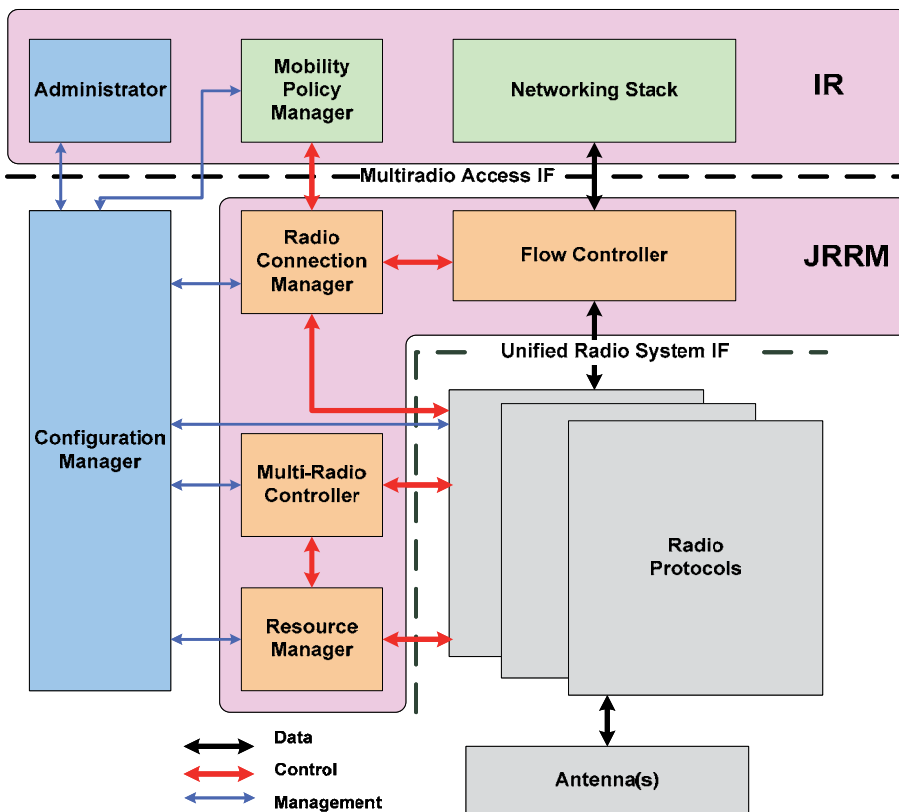 Administrator
Mobility
Policy
Manager
Networking Stack
IR
Multiradio Access IF
Radio
Connection
Manager
Flow Controller
JRRM
Unified Radio System IF
Configuration
Manager
Multi-Radio
Controller
Radio
Protocols
Resource
Manager
Data
Control
Management
Antenna(s)